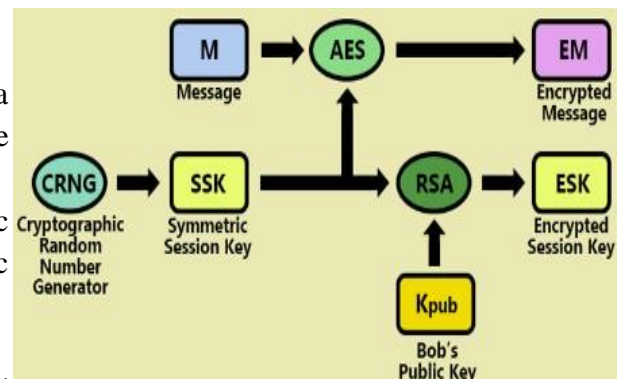 M
AES
EM
Message
Encrypted
Message
a
e
CRNG
SSK
RSA
ESK
Cryptographic
Random
Number
Generator
Symmetric
Session Key
Encrypted
Session Key
c
c
Kpub
Bob's
Public Key